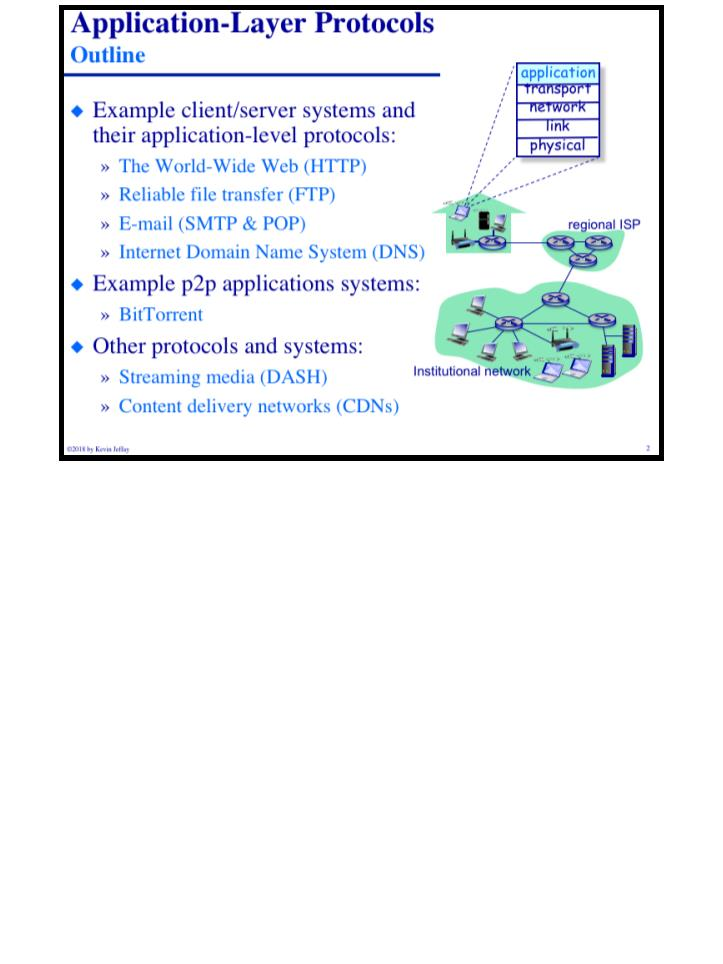 Application-Layer Protocols
Outline
◆ Example client/server systems and
their application-level protocols:
» The World-Wide Web (HTTP)
» Reliable file transfer (FTP)
» E-mail (SMTP & POP)
» Internet Domain Name System (DNS)
◆ Example p2p applications systems:
» BitTorrent
◆ Other protocols and systems:
» Streaming media (DASH)
» Content delivery networks (CDNs)
application
transport
network
link
physical
regional ISP
Institutional network
©2018 by Kevin Jeffay
2